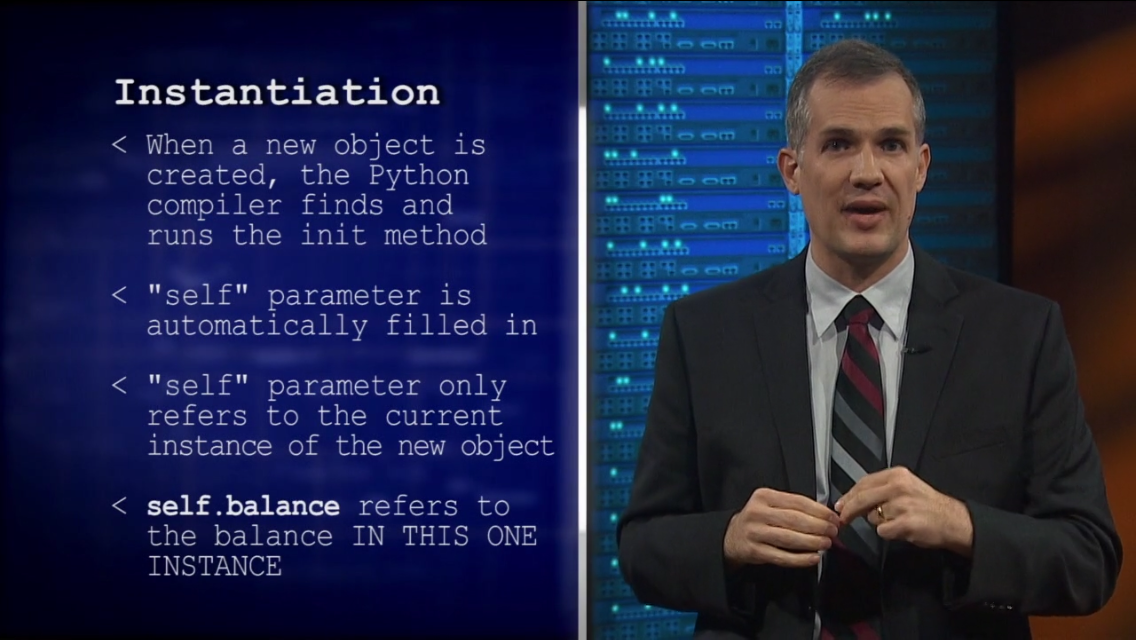 Instantiation
< When a new object is
created, the Python
compiler finds and
runs the init method
< "self" parameter is
automatically filled in
< "self" parameter only
refers to the current
instance of the new object
< self.balance refers to
the balance IN THIS ONE
INSTANCE